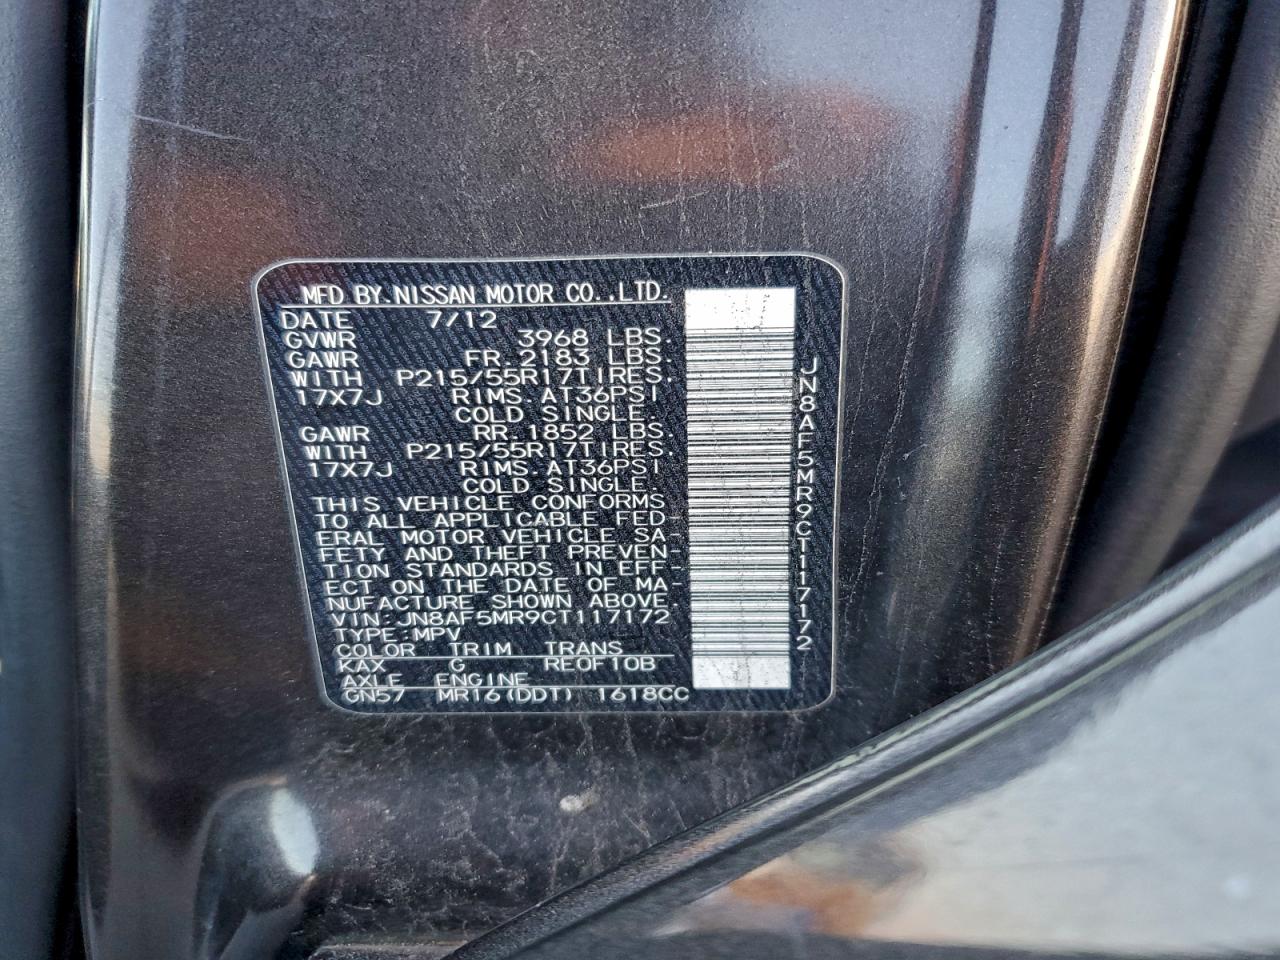 MFD BY.NISSAN MOTOR CO.,LTD.
DATE 7/12
GVWR 3968 LBS.
GAWR FR.2183 LBS.
WITH P215/55R17TIRES.
17X7J RIMS.AT36PSI
COLD SINGLE.
GAWR RR.1852 LBS.
WITH P215/55R17TIRES.
17X7J RIMS.AT36PSI
COLD SINGLE.
THIS VEHICLE CONFORMS
TO ALL APPLICABLE FED-
ERAL MOTOR VEHICLE SA-
FETY AND THEFT PREVEN-
TION STANDARDS IN EFF-
ECT ON THE DATE OF MA-
NUFACTURE SHOWN ABOVE.
VIN:JN8AF5MR9CT117172
TYPE:MPV
COLOR TRIM TRANS
KAX G RE0F10B
AXLE ENGINE
GN57 MR16(DDT) 1618CC
JN8AF5MR9CT117172